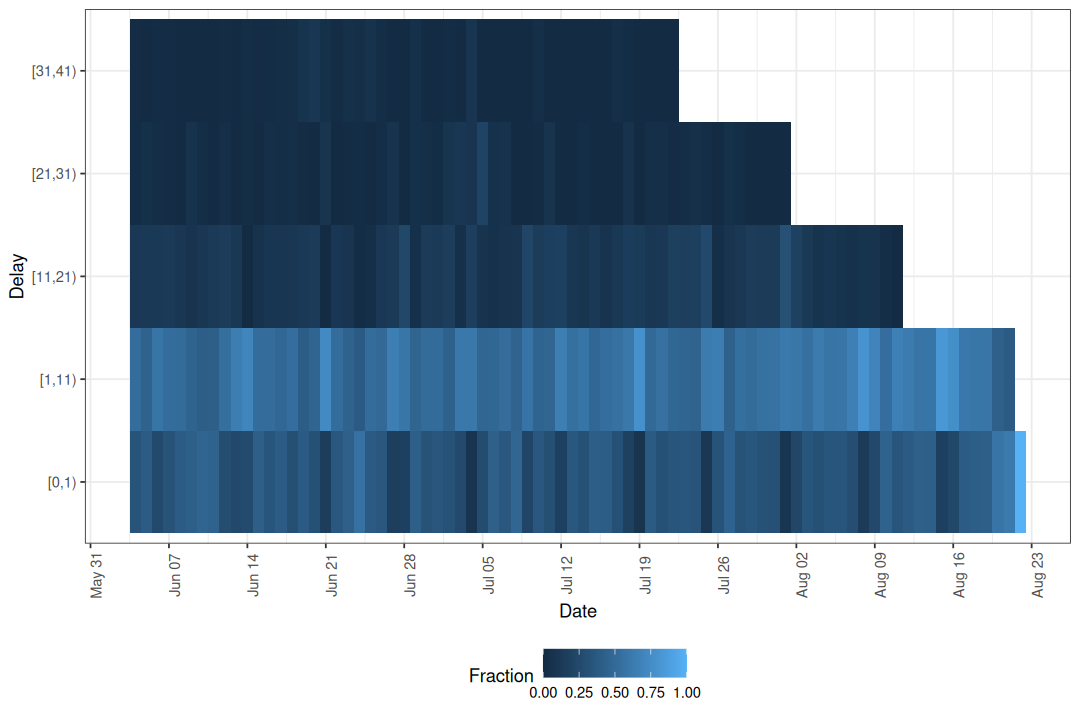 [31,41)
[21,31)
[11,21)
[1,11)
[0,1)
Delay
May 31
Jun 07
Jun 14
Jun 21
Jun 28
Jul 05
Jul 12
Jul 19
Jul 26
Aug 02
Aug 09
Aug 16
Aug 23
Date
Fraction
0.00 0.25 0.50 0.75 1.00